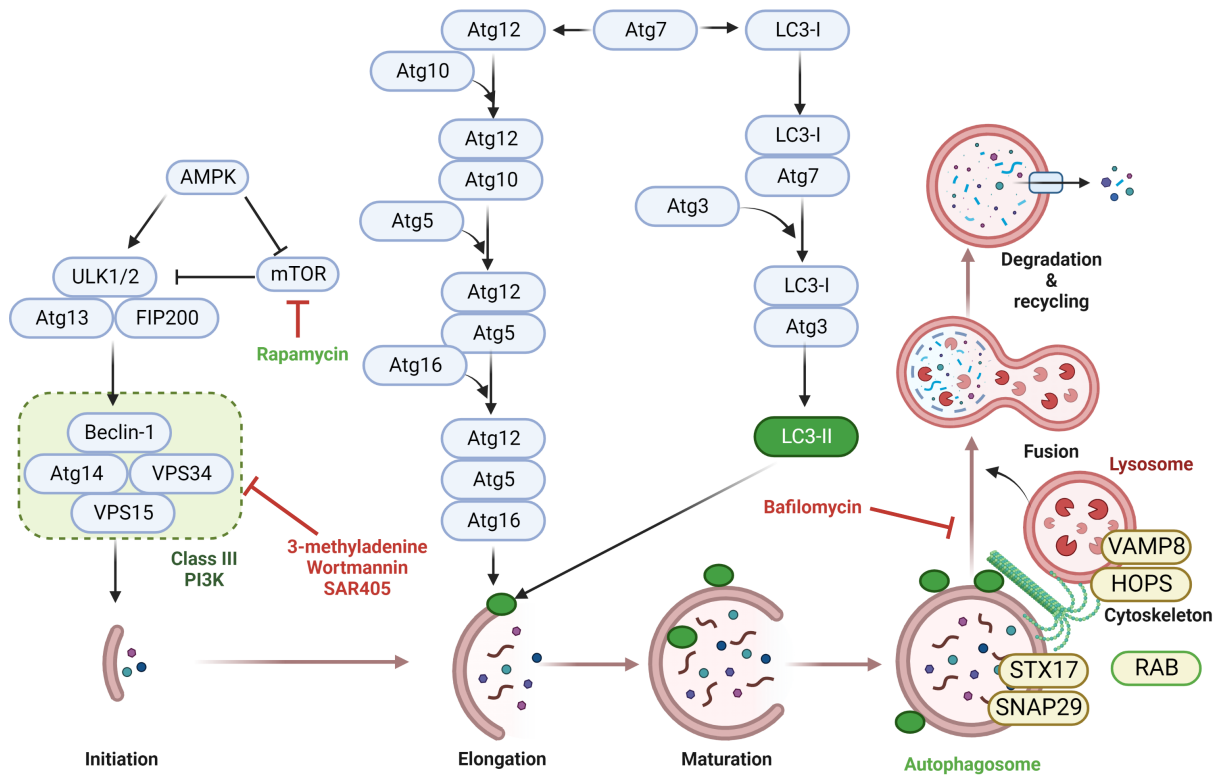 Atg12
Atg7
LC3-I
Atg10
Atg12
Atg10
LC3-I
Atg7
AMPK
Atg5
Atg3
ULK1/2
mTOR
Atg13
FIP200
Rapamycin
Atg12
Atg5
Atg16
LC3-I
Atg3
Degradation
&
recycling
Beclin-1
Atg14
VPS34
VPS15
Class III
PI3K
3-methyladenine
Wortmannin
SAR405
Atg12
Atg5
Atg16
LC3-II
Fusion
Lysosome
Bafilomycin
VAMP8
HOPS
Cytoskeleton
STX17
RAB
SNAP29
Initiation
Elongation
Maturation
Autophagosome